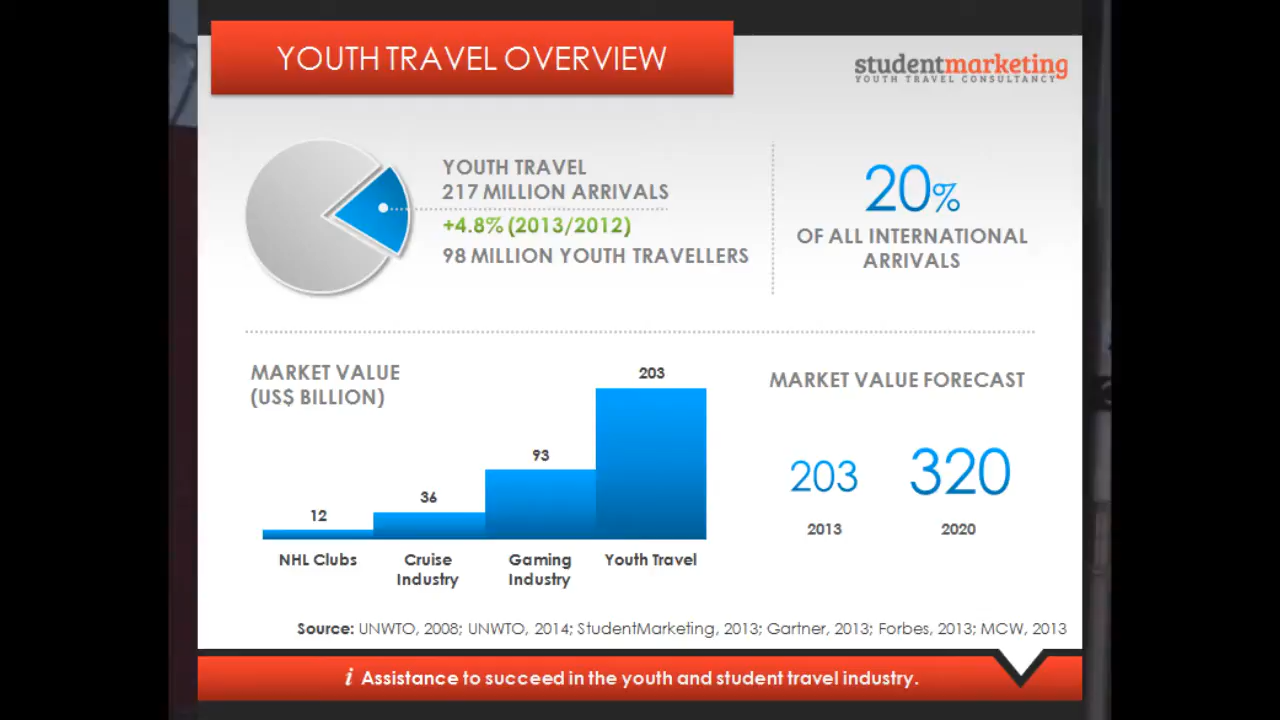 YOUTH TRAVEL OVERVIEW
studentmarketing
YOUTH TRAVEL CONSULTANCY
YOUTH TRAVEL
217 MILLION ARRIVALS
+4.8% (2013/2012)
98 MILLION YOUTH TRAVELLERS
20%
OF ALL INTERNATIONAL
ARRIVALS
MARKET VALUE
(US$ BILLION)
12
36
93
203
NHL Clubs
Cruise
Industry
Gaming
Industry
Youth Travel
MARKET VALUE FORECAST
203
320
2013
2020
Source: UNWTO, 2008; UNWTO, 2014; StudentMarketing, 2013; Gartner, 2013; Forbes, 2013; MCW, 2013
i Assistance to succeed in the youth and student travel industry.